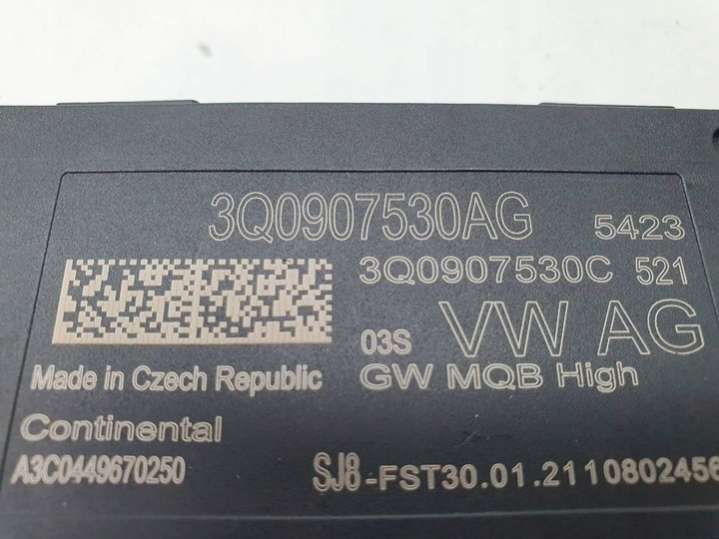 3Q0907530AG 5423
3Q0907530C 521
03S VW AG
Made in Czech Republic GW MQB High
Continental
A3C0449670250 SJ8-FST30.01.2110802456